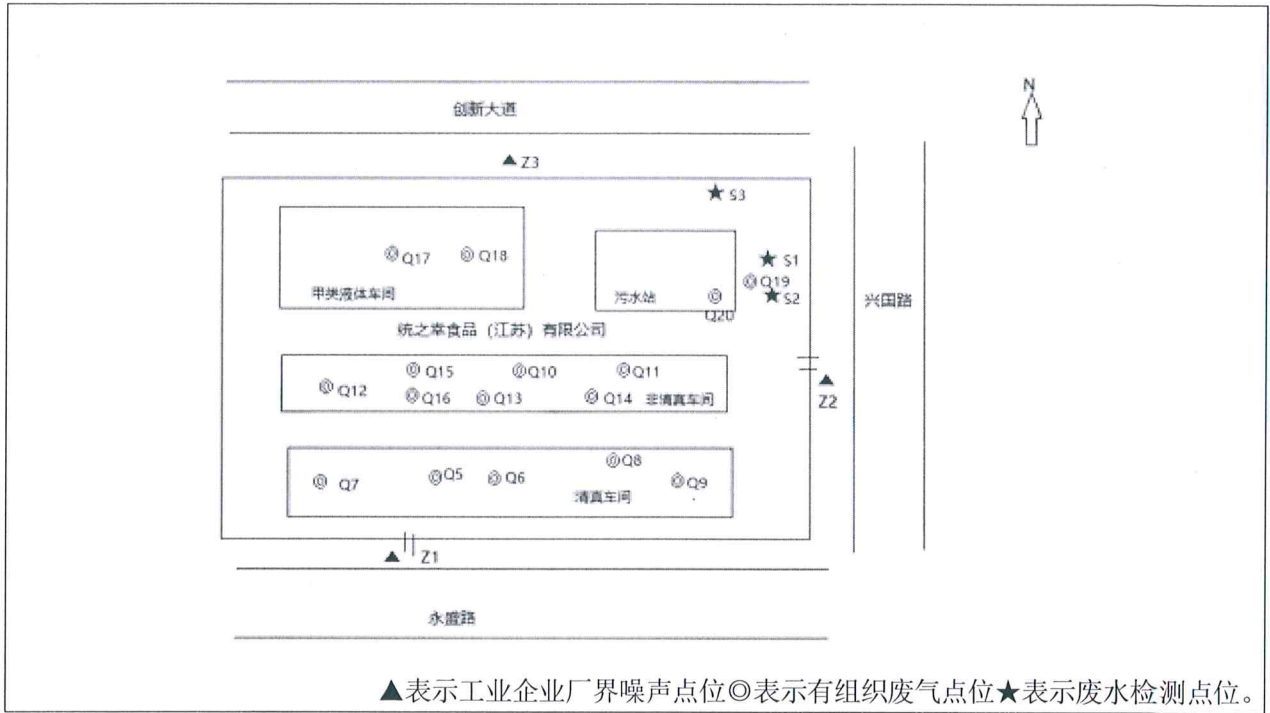 创新大道
N
Z3
S3
Q17
Q18
S1
Q19
S2
甲类液体车间
污水站
Q20
兴国路
统之幸食品（江苏）有限公司
Q15
Q10
Q11
Q12
Q16
Q13
Q14
非清真车间
Z2
Q8
Q7
Q5
Q6
Q9
清真车间
Z1
永盛路
▲表示工业企业厂界噪声点位◎表示有组织废气点位★表示废水检测点位。